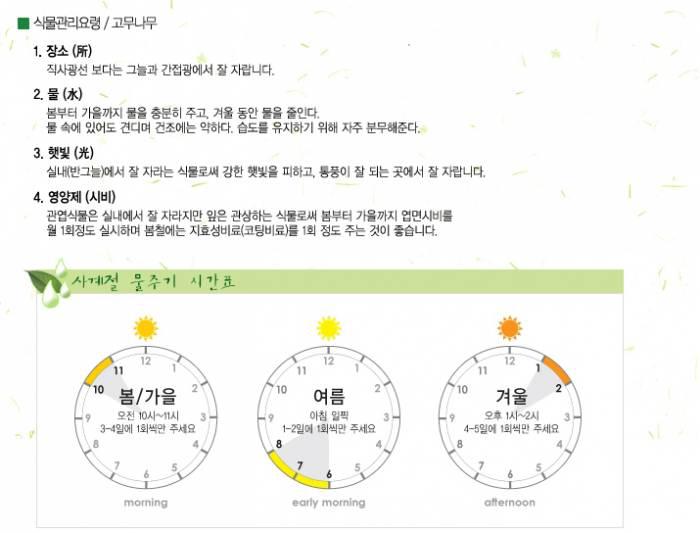 식물관리요령 / 고무나무
1. 장소 (所)
직사광선 보다는 그늘과 간접광에서 잘 자랍니다.
2. 물 (水)
봄부터 가을까지 물을 충분히 주고, 겨울 동안 물을 줄인다.
물 속에 있어도 견디며 건조에는 약하다. 습도를 유지하기 위해 자주 분무해준다.
3. 햇빛 (光)
실내(반그늘)에서 잘 자라는 식물로써 강한 햇빛을 피하고, 통풍이 잘 되는 곳에서 잘 자랍니다.
4. 영양제 (시비)
관엽식물은 실내에서 잘 자라지만 잎은 관상하는 식물로써 봄부터 가을까지 엽면시비를
월 1회정도 실시하며 봄철에는 지효성비료(코팅비료)를 1회 정도 주는 것이 좋습니다.
사계절 물주기 시간표
12 1 2 3 4 5 6 7 8 9 10 11
봄/가을
오전 10시~11시
3-4일에 1회씩만 주세요
morning
12 1 2 3 4 5 6 7 8 9 10 11
여름
아침 일찍
1-2일에 1회씩만 주세요
early morning
12 1 2 3 4 5 6 7 8 9 10 11
겨울
오후 1시~2시
4-5일에 1회씩만 주세요
afternoon